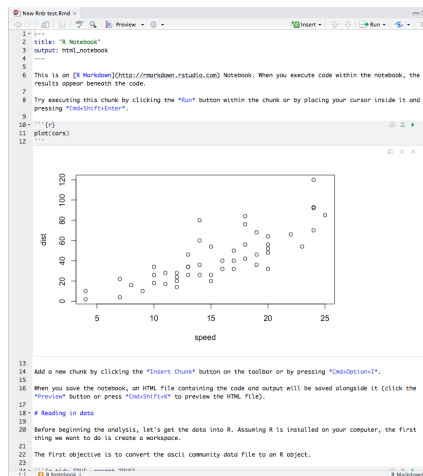 New Rnb test.Rmd
Preview
Insert
Run
1 ---
2 title: "R Notebook"
3 output: html_notebook
4 ---
5
6 This is an [R Markdown](http://rmarkdown.rstudio.com) Notebook. When you execute code within the notebook, the
results appear beneath the code.
7
8 Try executing this chunk by clicking the *Run* button within the chunk or by placing your cursor inside it and
pressing *Cmd+Shift+Enter*.
9
10 ```{r}
11 plot(cars)
12 ```
dist
0 20 40 60 80 100 120
5 10 15 20 25
speed
13
14 Add a new chunk by clicking the *Insert Chunk* button on the toolbar or by pressing *Cmd+Option+I*.
15
16 When you save the notebook, an HTML file containing the code and output will be saved alongside it (click the
*Preview* button or press *Cmd+Shift+K* to preview the HTML file).
17
18 # Reading in data
19
20 Before beginning the analysis, let's get the data into R. Assuming R is installed on your computer, the first
thing we want to do is create a workspace.
21
22 The first objective is to convert the ascii community data file to an R object.
23
1:1 R Notebook
R Markdown